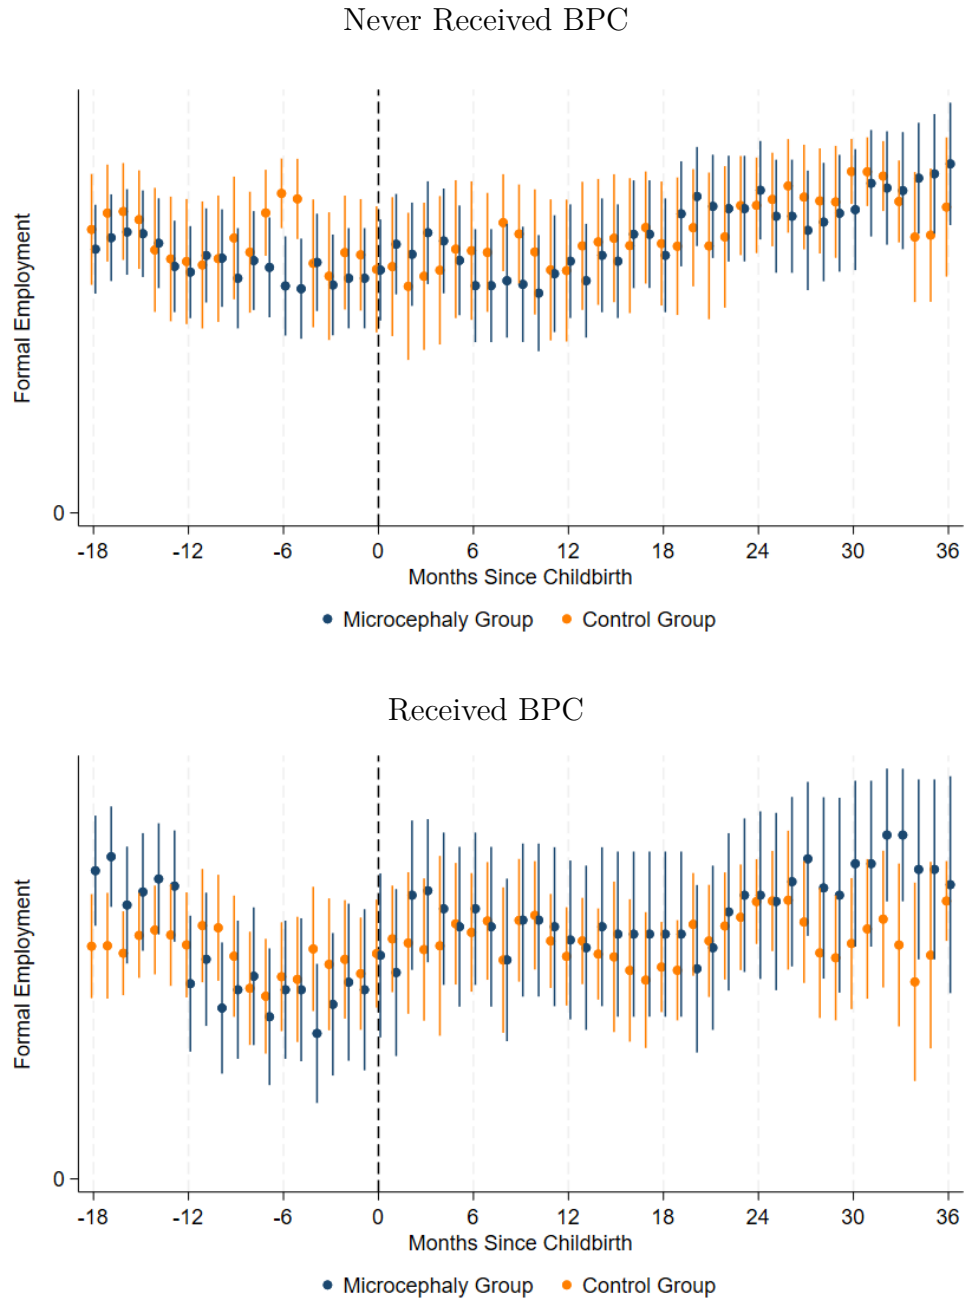 Never Received BPC
Formal Employment
0
-18 -12 -6 0 6 12 18 24 30 36
Months Since Childbirth
Microcephaly Group Control Group
Received BPC
Formal Employment
0
-18 -12 -6 0 6 12 18 24 30 36
Months Since Childbirth
Microcephaly Group Control Group